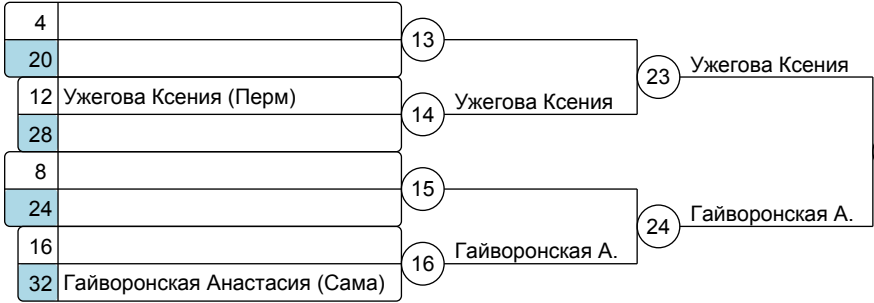 4
13
20
23 Ужегова Ксения
12 Ужегова Ксения (Перм)
14 Ужегова Ксения
28
8
15
24
24 Гайворонская А.
16
16 Гайворонская А.
32 Гайворонская Анастасия (Сама)